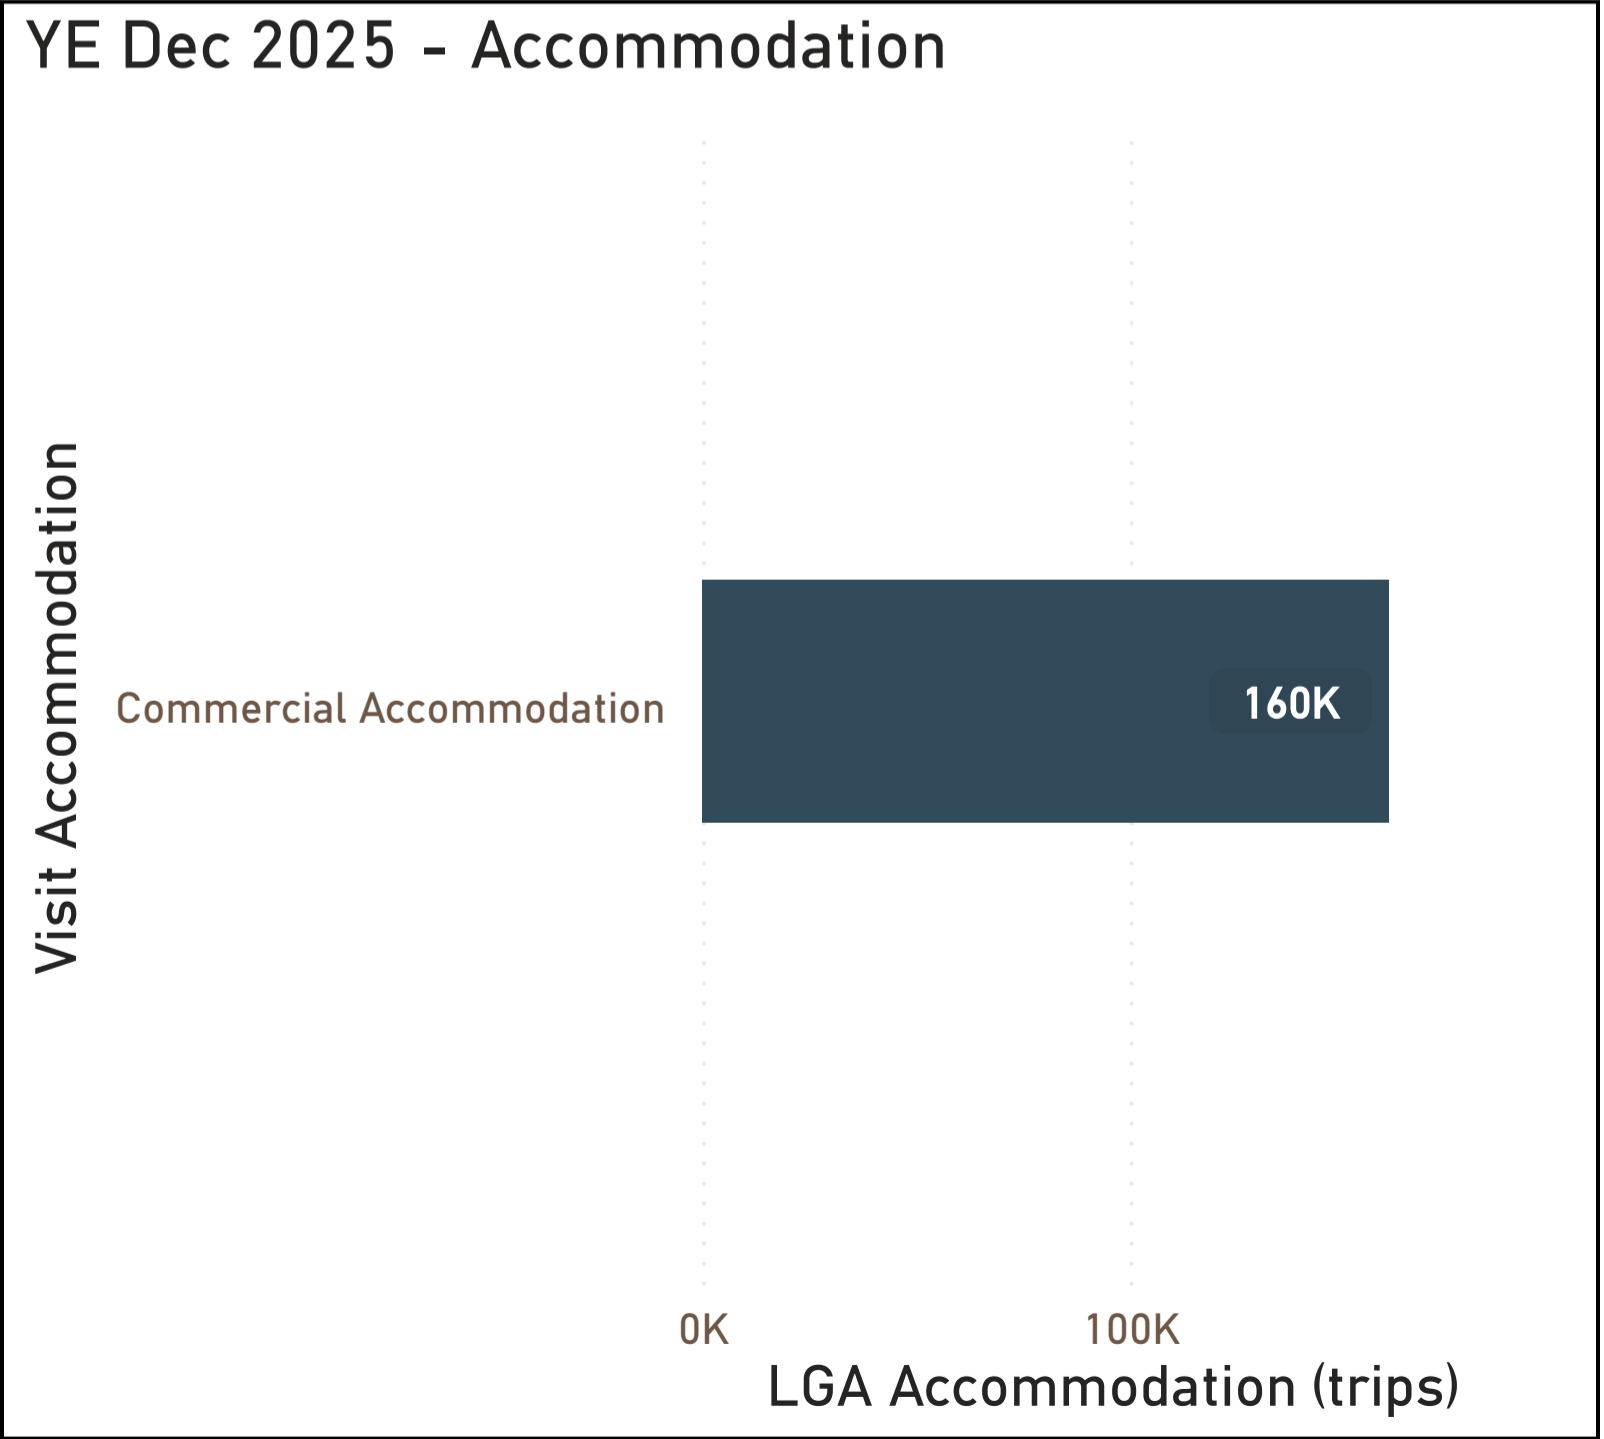 YE Dec 2025 - Accommodation
Visit Accommodation
Commercial Accommodation
160K
0K
100K
LGA Accommodation (trips)